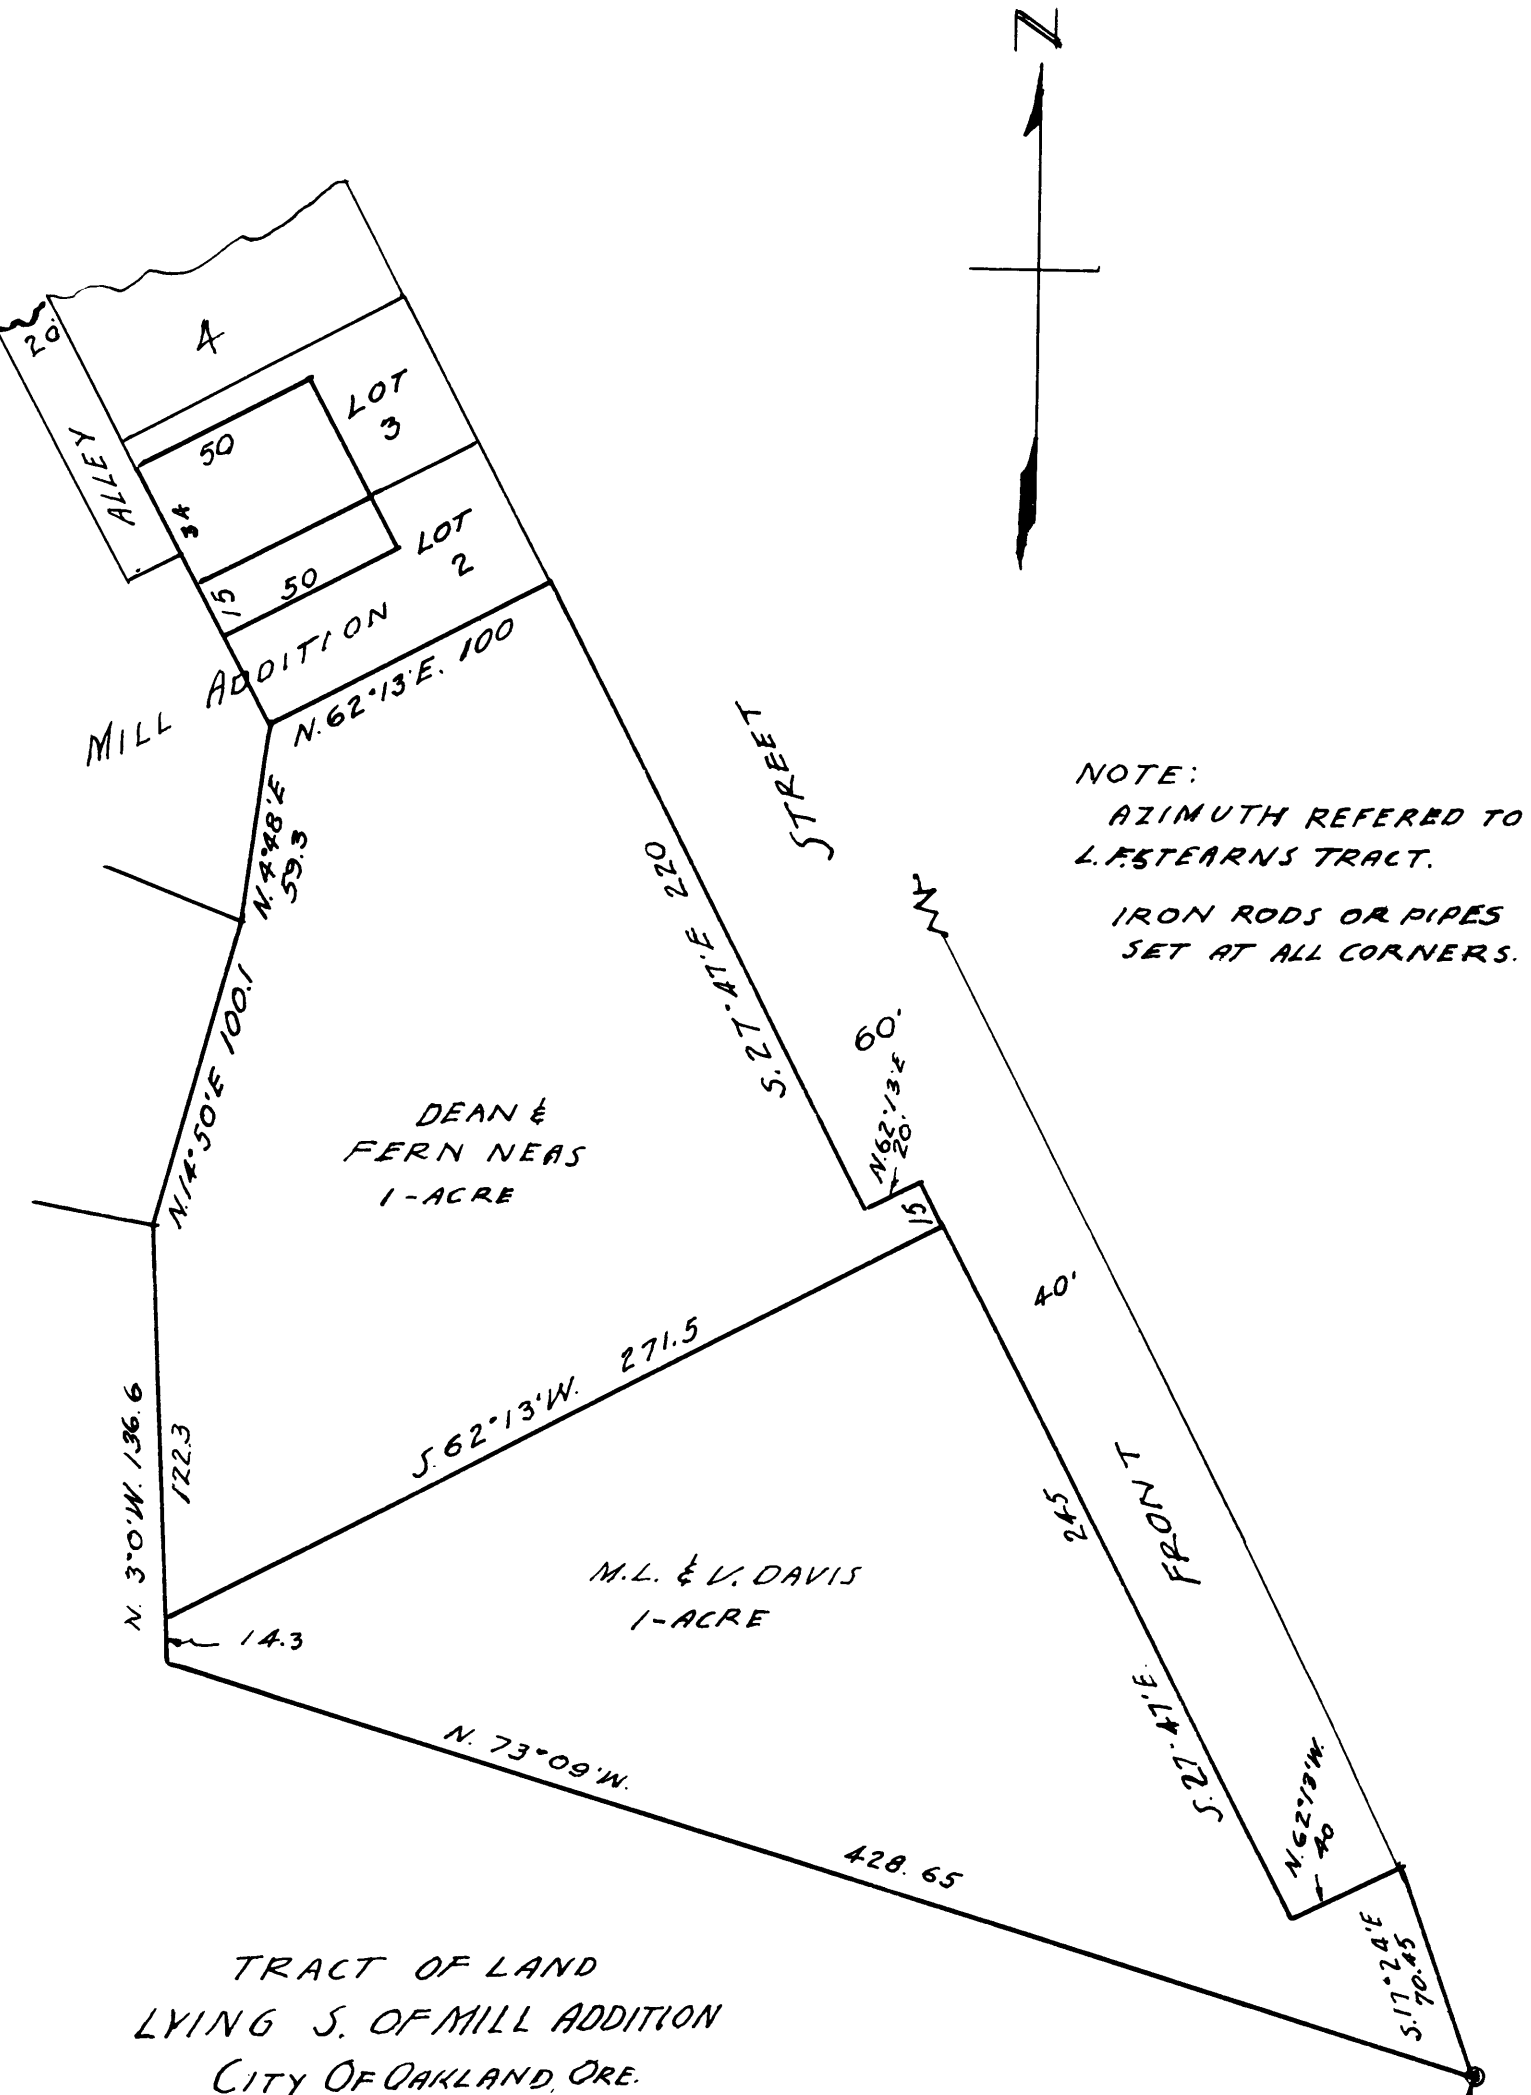 N
20'
4
ALLEY
50
LOT
3
34
LOT
2
15
50
MILL ADDITION
N. 62°13'E. 100
N. 4°48'E
59.3
STREET
NOTE:
AZIMUTH REFERED TO
L.F.STEARNS TRACT.
IRON RODS OR PIPES
SET AT ALL CORNERS.
S. 27°47'E 220
N.14°50'E 100.1
60'
N.62°13'E
20'
15
DEAN &
FERN NEAS
1-ACRE
40'
S. 62°13'W. 271.5
N. 3°0'W. 136.6
122.3
245
FRONT
M.L. & V. DAVIS
1-ACRE
14.3
S.27°47'E.
N. 73°09'W.
428.65
N.62°13'W.
40
S.17°24'E
70.45
TRACT OF LAND
LYING S. OF MILL ADDITION
CITY OF OAKLAND, ORE.